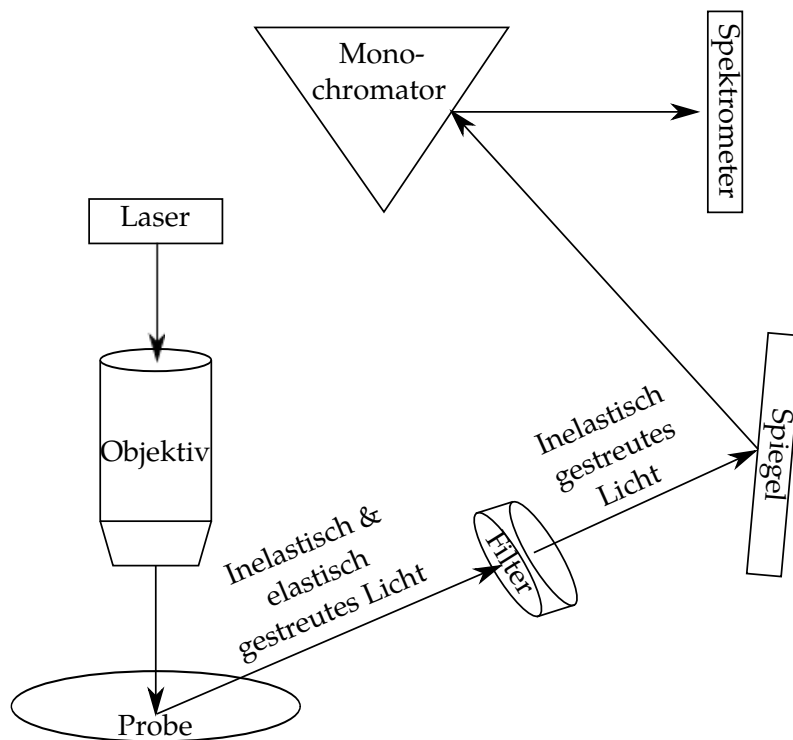 Mono-
chromator
Spektrometer
Laser
Objektiv
Inelastisch
gestreutes
Licht
Spiegel
Inelastisch &
elastisch
gestreutes Licht
Filter
Probe